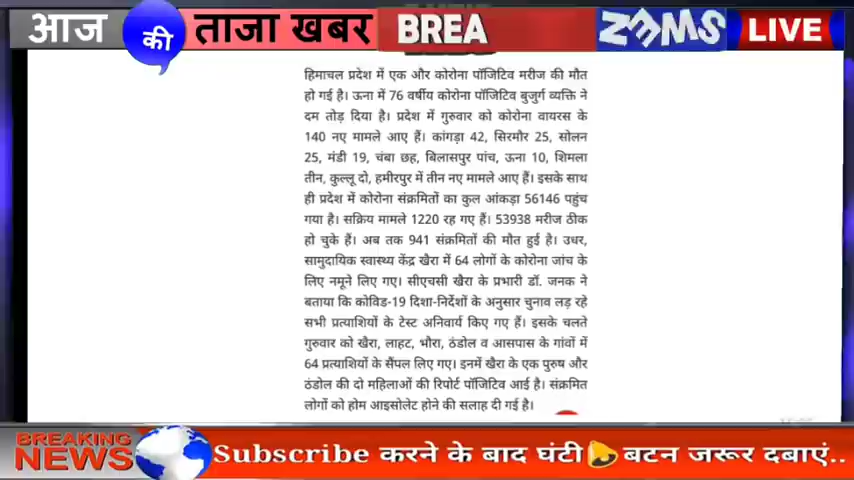 आज की ताजा खबर BREA ZEEMS LIVE
हिमाचल प्रदेश में एक और कोरोना पॉजिटिव मरीज की मौत
हो गई है। ऊना में 76 वर्षीय कोरोना पॉजिटिव बुजुर्ग व्यक्ति ने
दम तोड़ दिया है। प्रदेश में गुरुवार को कोरोना वायरस के
140 नए मामले आए हैं। कांगड़ा 42, सिरमौर 25, सोलन
25, मंडी 19, चंबा छह, बिलासपुर पांच, ऊना 10, शिमला
तीन, कुल्लू दो, हमीरपुर में तीन नए मामले आए हैं। इसके साथ
ही प्रदेश में कोरोना संक्रमितों का कुल आंकड़ा 56146 पहुंच
गया है। सक्रिय मामले 1220 रह गए हैं। 53938 मरीज ठीक
हो चुके हैं। अब तक 941 संक्रमितों की मौत हुई है। उधर,
सामुदायिक स्वास्थ्य केंद्र खैरा में 64 लोगों के कोरोना जांच के
लिए नमूने लिए गए। सीएचसी खैरा के प्रभारी डॉ. जनक ने
बताया कि कोविड-19 दिशा-निर्देशों के अनुसार चुनाव लड़ रहे
सभी प्रत्याशियों के टेस्ट अनिवार्य किए गए हैं। इसके चलते
गुरुवार को खैरा, लाहट, भौरा, ठंडोल व आसपास के गांवों में
64 प्रत्याशियों के सैंपल लिए गए। इनमें खैरा के एक पुरुष और
ठंडोल की दो महिलाओं की रिपोर्ट पॉजिटिव आई है। संक्रमित
लोगों को होम आइसोलेट होने की सलाह दी गई है।
BREAKING
NEWS
Subscribe करने के बाद घंटी बटन जरूर दबाएं..